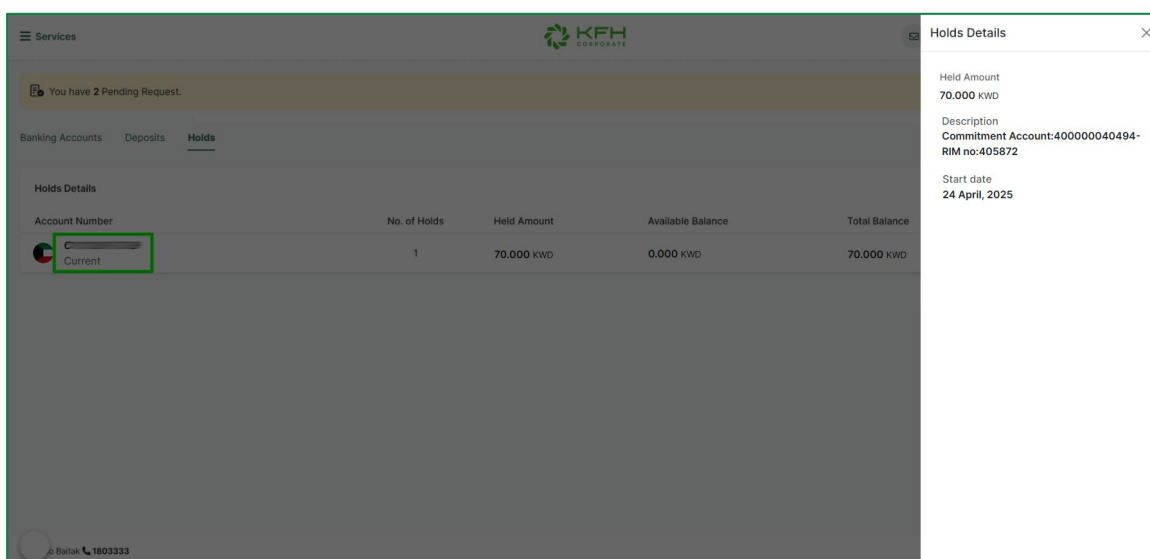 Services
KFH
CORPORATE
You have 2 Pending Request.
Banking Accounts Deposits Holds
Holds Details
Account Number No. of Holds Held Amount Available Balance Total Balance
Current 1 70.000 KWD 0.000 KWD 70.000 KWD
Baitak 1803333
Holds Details
Held Amount
70.000 KWD
Description
Commitment Account:400000040494-
RIM no:405872
Start date
24 April, 2025